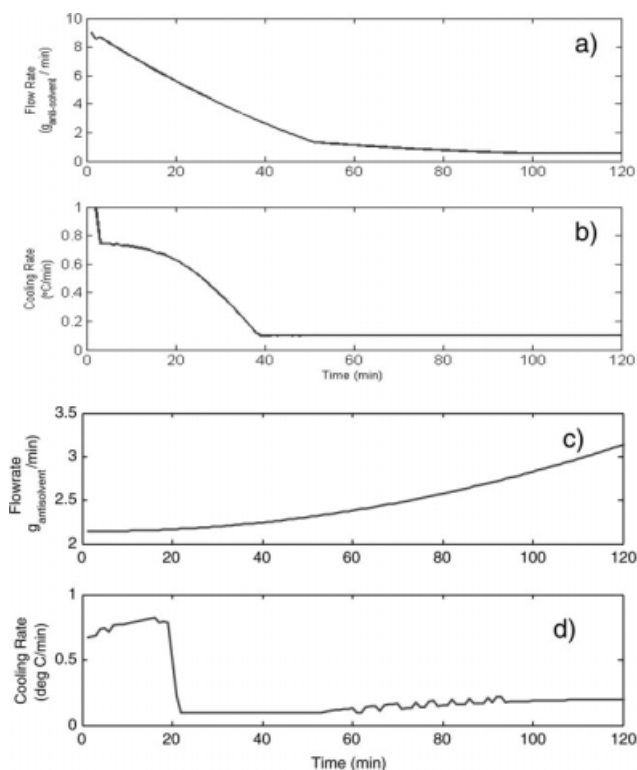 10
8
6
4
2
0
Flow Rate
(g anti-solvent / min)
a)
0 20 40 60 80 100 120
1
0.8
0.6
0.4
0.2
0
Cooling Rate
(ºC/min)
b)
0 20 40 60 80 100 120
Time (min)
3.5
3
2.5
2
Flowrate
g antisolvent/min)
c)
0 20 40 60 80 100 120
1
0.5
0
Cooling Rate
(deg C/min)
d)
0 20 40 60 80 100 120
Time (min)